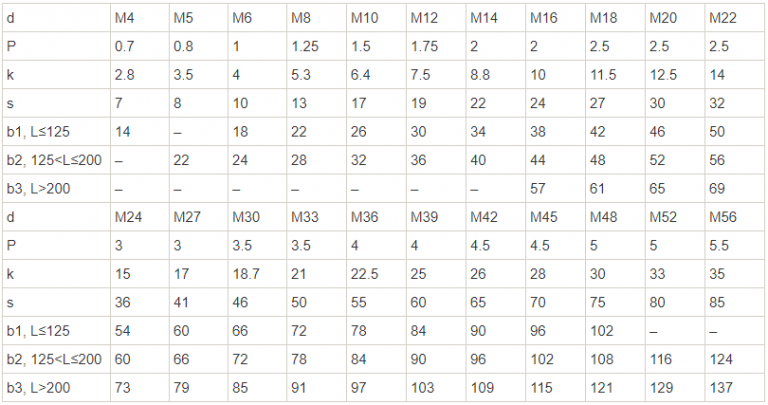 d M4 M5 M6 M8 M10 M12 M14 M16 M18 M20 M22
P 0.7 0.8 1 1.25 1.5 1.75 2 2 2.5 2.5 2.5
k 2.8 3.5 4 5.3 6.4 7.5 8.8 10 11.5 12.5 14
s 7 8 10 13 17 19 22 24 27 30 32
b1, L≤125 14 – 18 22 26 30 34 38 42 46 50
b2, 125<L≤200 – 22 24 28 32 36 40 44 48 52 56
b3, L>200 – – – – – – – 57 61 65 69
d M24 M27 M30 M33 M36 M39 M42 M45 M48 M52 M56
P 3 3 3.5 3.5 4 4 4.5 4.5 5 5 5.5
k 15 17 18.7 21 22.5 25 26 28 30 33 35
s 36 41 46 50 55 60 65 70 75 80 85
b1, L≤125 54 60 66 72 78 84 90 96 102 – –
b2, 125<L≤200 60 66 72 78 84 90 96 102 108 116 124
b3, L>200 73 79 85 91 97 103 109 115 121 129 137